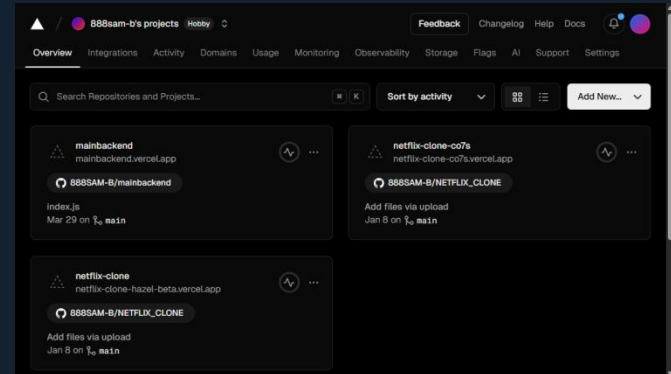 888sam-b's projects Hobby Feedback Changelog Help Docs
Overview Integrations Activity Domains Usage Monitoring Observability Storage Flags AI Support Settings
Search Repositories and Projects... ⌘ K Sort by activity Add New...
mainbackend
mainbackend.vercel.app
888SAM-B/mainbackend
index.js
Mar 29 on main
netflix-clone-co7s
netflix-clone-co7s.vercel.app
888SAM-B/NETFLIX_CLONE
Add files via upload
Jan 8 on main
netflix-clone
netflix-clone-hazel-beta.vercel.app
888SAM-B/NETFLIX_CLONE
Add files via upload
Jan 8 on main